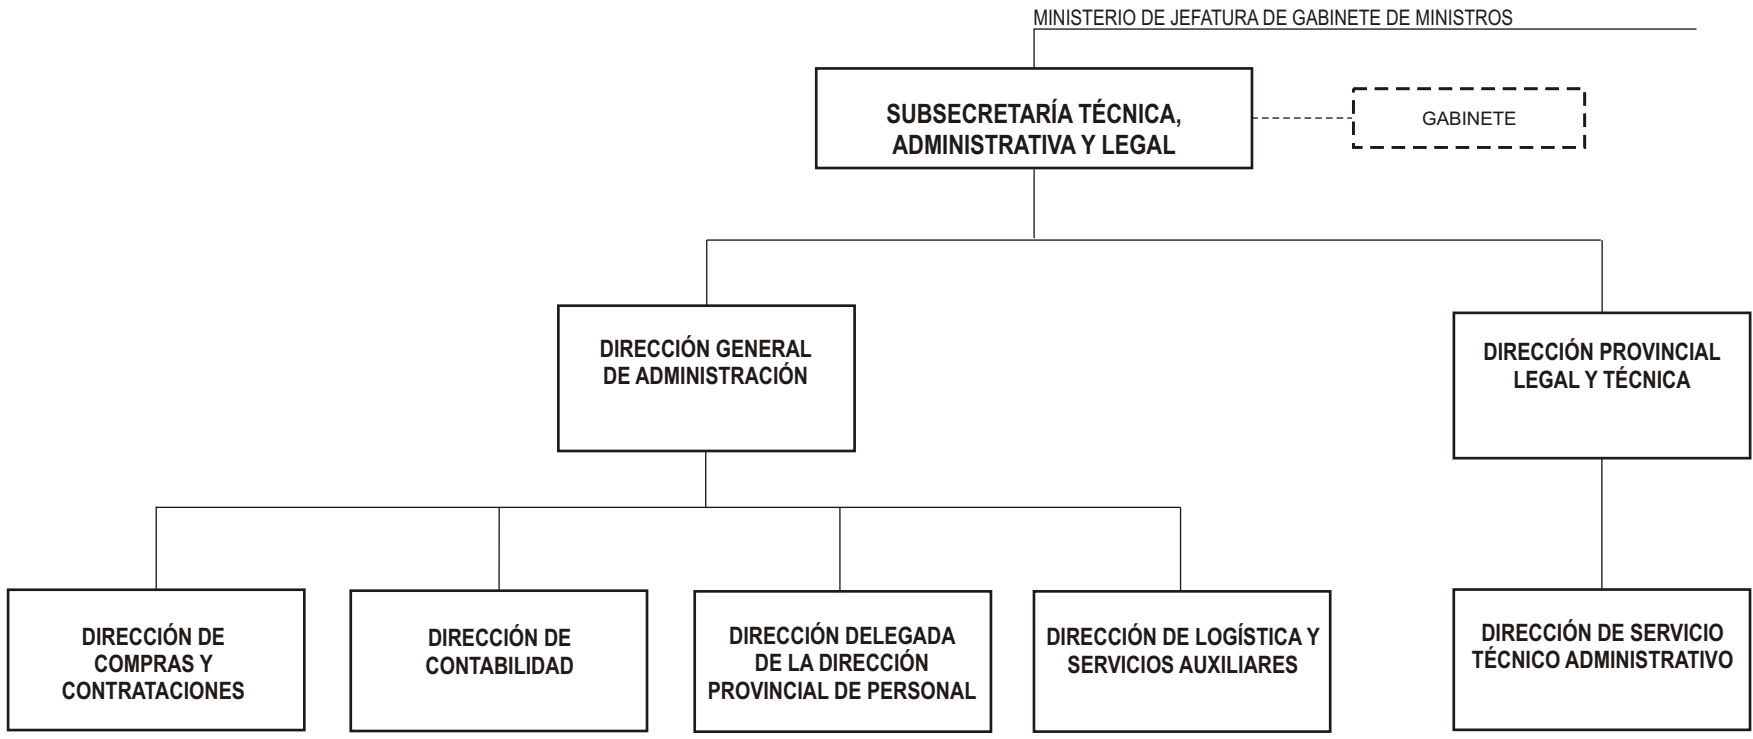 MINISTERIO DE JEFATURA DE GABINETE DE MINISTROS
SUBSECRETARÍA TÉCNICA,
ADMINISTRATIVA Y LEGAL
GABINETE
DIRECCIÓN GENERAL
DE ADMINISTRACIÓN
DIRECCIÓN PROVINCIAL
LEGAL Y TÉCNICA
DIRECCIÓN DE
COMPRAS Y
CONTRATACIONES
DIRECCIÓN DE
CONTABILIDAD
DIRECCIÓN DELEGADA
DE LA DIRECCIÓN
PROVINCIAL DE PERSONAL
DIRECCIÓN DE LOGÍSTICA Y
SERVICIOS AUXILIARES
DIRECCIÓN DE SERVICIO
TÉCNICO ADMINISTRATIVO